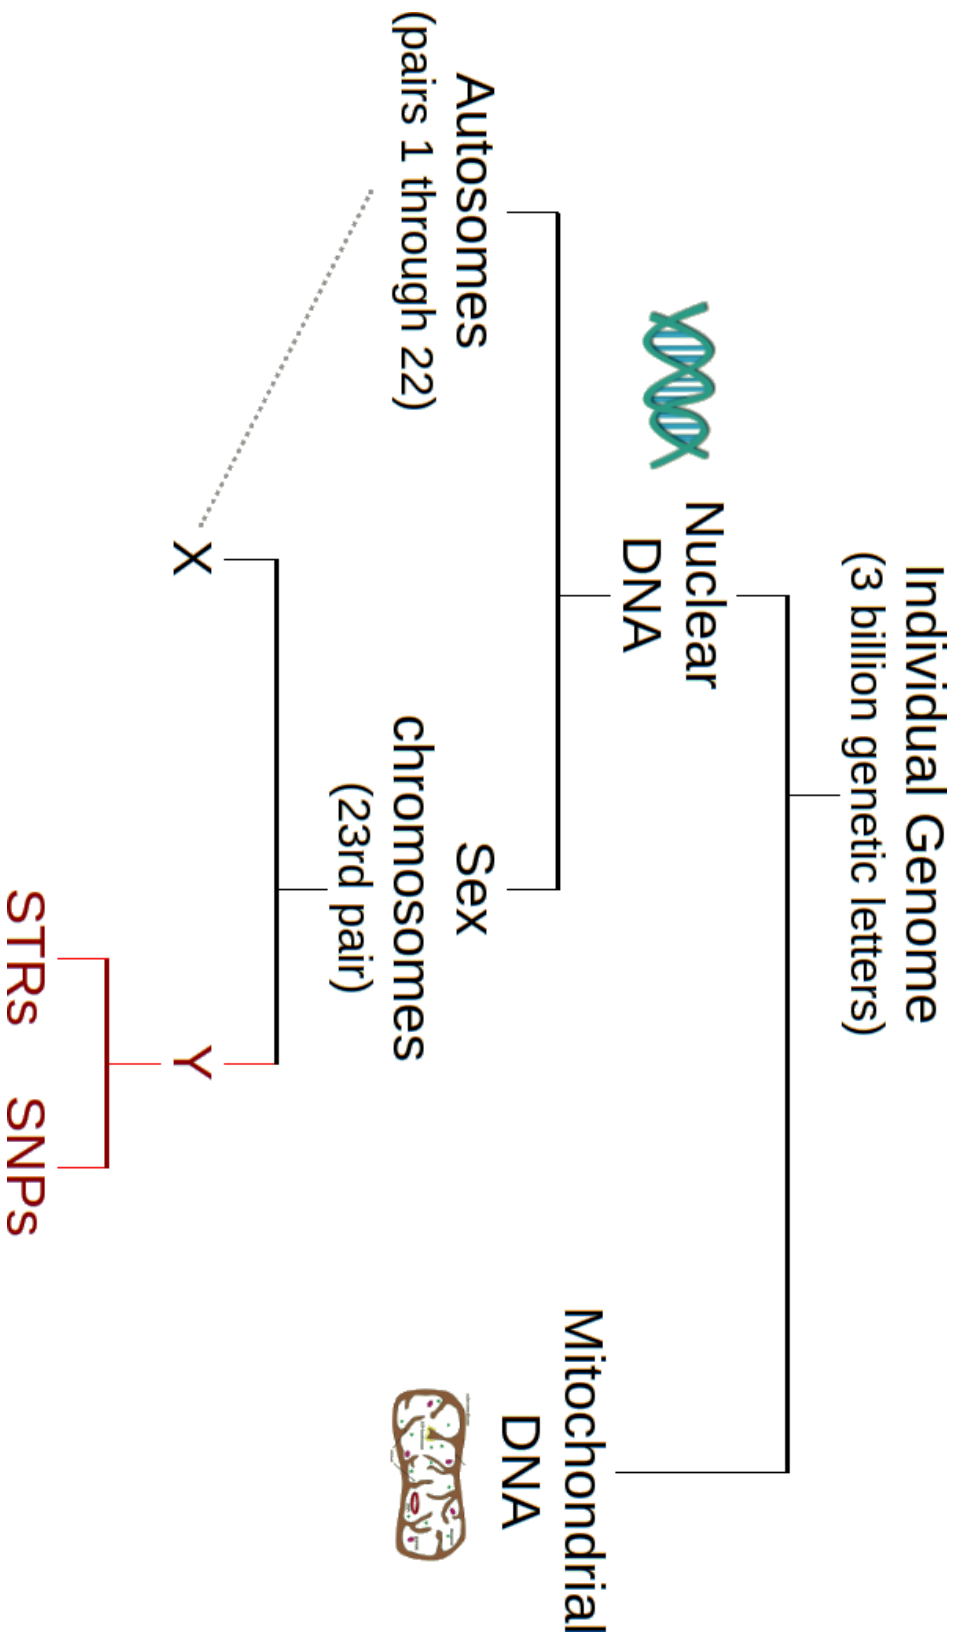 Individual Genome
(3 billion genetic letters)
Nuclear
DNA
Mitochondrial
DNA
Autosomes
(pairs 1 through 22)
Sex
chromosomes
(23rd pair)
X
Y
STRs
SNPs